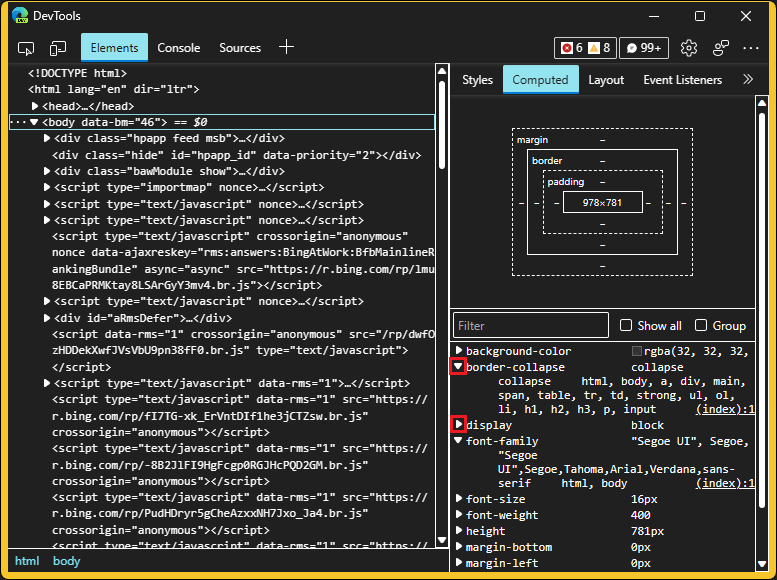 DevTools
Elements Console Sources 6 8 99+
<!DOCTYPE html>
<html lang="en" dir="ltr">
<head>…</head>
··· <body data-bm="46"> == $0
<div class="hpapp feed msb">…</div>
<div class="hide" id="hpapp_id" data-priority="2"></div>
<div class="bawModule show">…</div>
<script type="importmap" nonce>…</script>
<script type="text/javascript" nonce>…</script>
<script type="text/javascript" nonce>…</script>
<script type="text/javascript" crossorigin="anonymous"
nonce data-ajaxreskey="rms:answers:BingAtWork:BfbMainlineR
ankingBundle" async="async" src="https://r.bing.com/rp/lmu
8EBCaPRMKtay8LSArGyY3mv4.br.js"></script>
<script type="text/javascript" nonce>…</script>
<div id="aRmsDefer">…</div>
<script data-rms="1" crossorigin="anonymous" src="/rp/dwfO
zHDDekXwfJVsVbU9pn38fF0.br.js" type="text/javascript">
</script>
<script type="text/javascript" data-rms="1">…</script>
<script type="text/javascript" data-rms="1" src="https://
r.bing.com/rp/fI7TG-xk_ErVntDIf1he3jCTZsw.br.js"
crossorigin="anonymous"></script>
<script type="text/javascript" data-rms="1" src="https://
r.bing.com/rp/-8B2JlFI9HgFcgp0RGJHcPQD2GM.br.js"
crossorigin="anonymous"></script>
<script type="text/javascript" data-rms="1" src="https://
r.bing.com/rp/PudHDryr5gCheAzxxNH7Jxo_Ja4.br.js"
crossorigin="anonymous"></script>
<script type="text/javascript" data-rms="1" src="https://
html body
Styles Computed Layout Event Listeners
margin –
border –
padding –
– – – 978×781 – – –
–
–
–
Filter Show all Group
background-color rgba(32, 32, 32,
border-collapse collapse
collapse html, body, a, div, main,
span, table, tr, td, strong, ul, ol,
li, h1, h2, h3, p, input (index):1
display block
font-family "Segoe UI", Segoe,
"Segoe
UI",Segoe,Tahoma,Arial,Verdana,sans-
serif html, body (index):1
font-size 16px
font-weight 400
height 781px
margin-bottom 0px
margin-left 0px